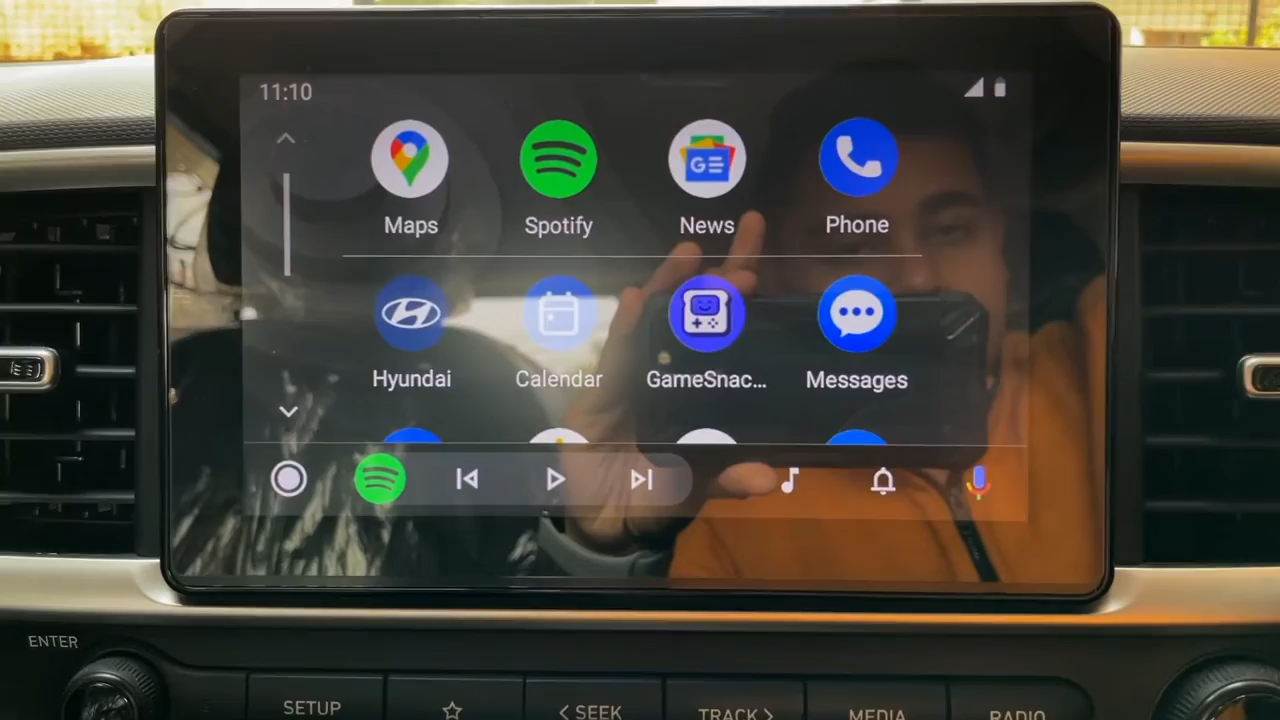 11:10
Maps Spotify News Phone
Hyundai Calendar GameSnac... Messages
ENTER
SETUP < SEEK TRACK > MEDIA RADIO